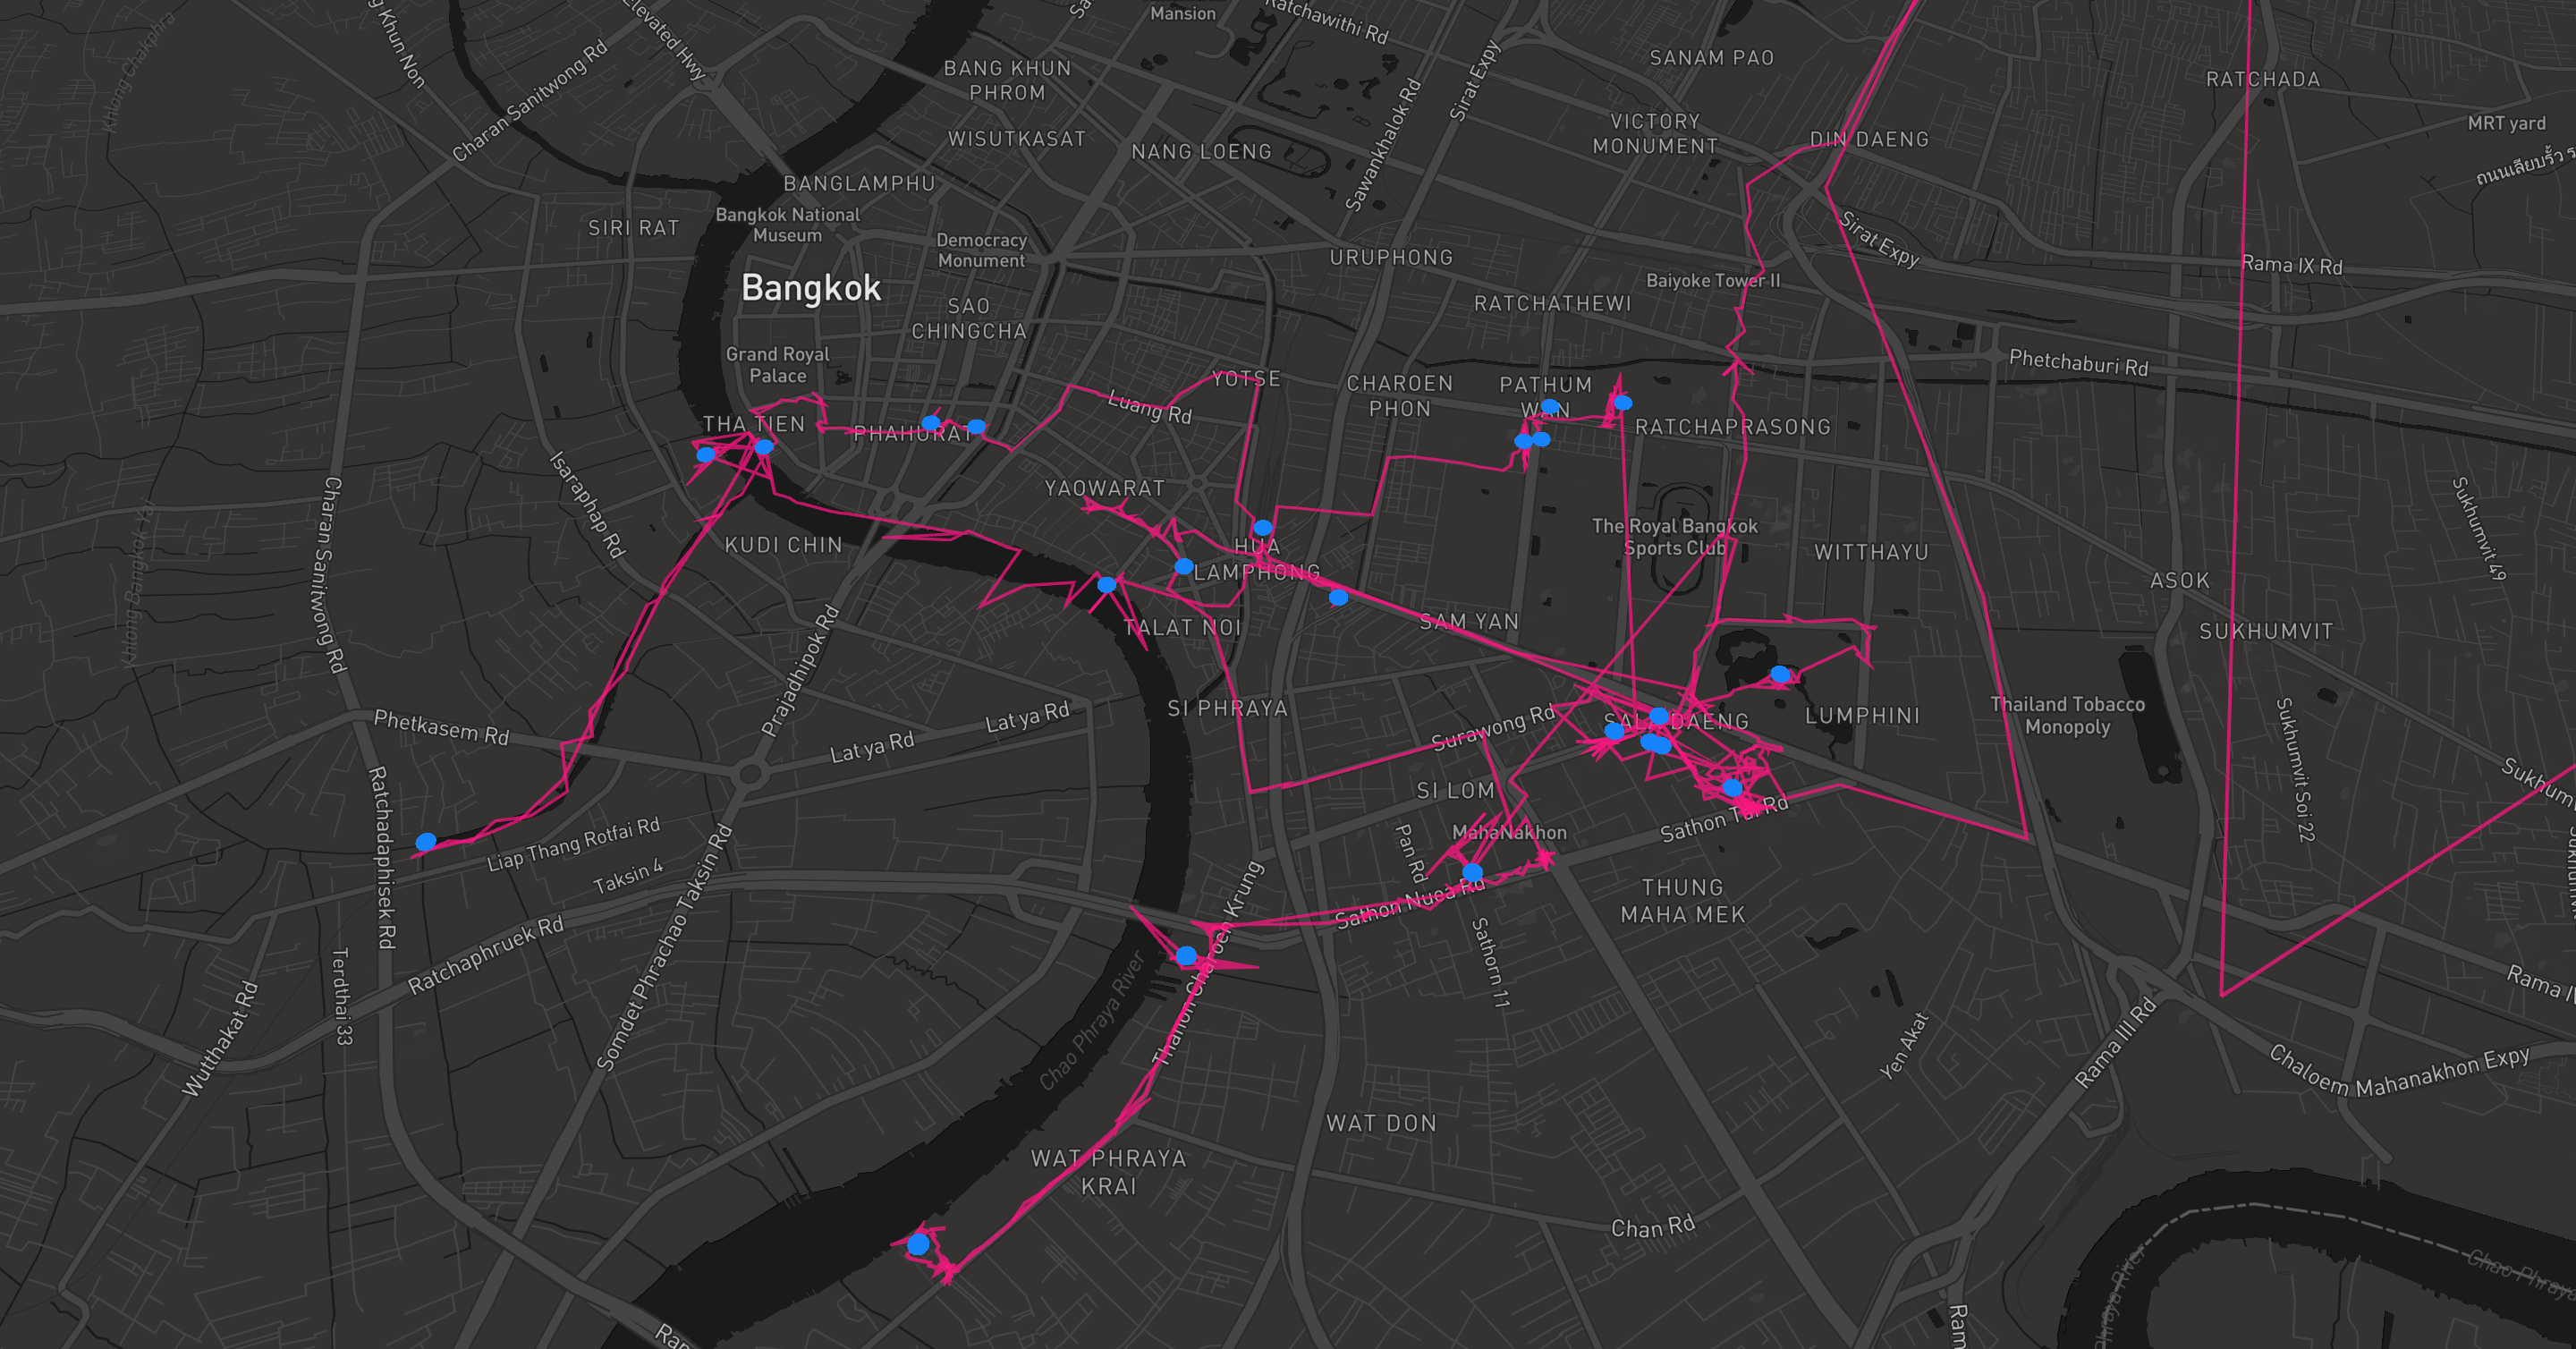 Mansion
Ratchawithi Rd
Elevated Hwy
Charan Sanitwong Rd
Sirat Expy
Sawankhalok Rd
SANAM PAO
RATCHADA
BANG KHUN
PHROM
WISUTKASAT
NANG LOENG
VICTORY
MONUMENT
DIN DAENG
MRT yard
BANGLAMPHU
SIRI RAT
Bangkok National
Museum
Democracy
Monument
URUPHONG
Sirat Expy
Rama IX Rd
Bangkok
SAO
CHINGCHA
RATCHATHEWI
Baiyoke Tower II
Grand Royal
Palace
YOTSE
CHAROEN
PHON
PATHUM
WAN
Phetchaburi Rd
Luang Rd
THA TIEN
PHAHURAT
RATCHAPRASONG
YAOWARAT
Charan Sanitwong Rd
Isaraphap Rd
Khlong Bangkok Yai
KUDI CHIN
HUA
LAMPHONG
The Royal Bangkok
Sports Club
WITTHAYU
Sukhumvit 49
ASOK
SUKHUMVIT
SAM YAN
TALAT NOI
Prajadhipok Rd
SI PHRAYA
Surawong Rd
SALA DAENG
LUMPHINI
Thailand Tobacco
Monopoly
Phetkasem Rd
Lat ya Rd
Lat ya Rd
Sukhumvit Soi 22
SI LOM
MahaNakhon
Sathon Tai Rd
Pan Rd
Liap Thang Rotfai Rd
Taksin 4
Ratchadaphisek Rd
Somdet Phrachao Taksin Rd
THUNG
MAHA MEK
Sathon Nuea Rd
Sathorn 11
Ratchaphruek Rd
Terdthai 33
Wutthakat Rd
Thanon Charoen Krung
Chao Phraya River
Yen Akat
Rama III Rd
Chaloem Mahanakhon Expy
WAT DON
WAT PHRAYA
KRAI
Chan Rd
Chao Phraya
Phraya River